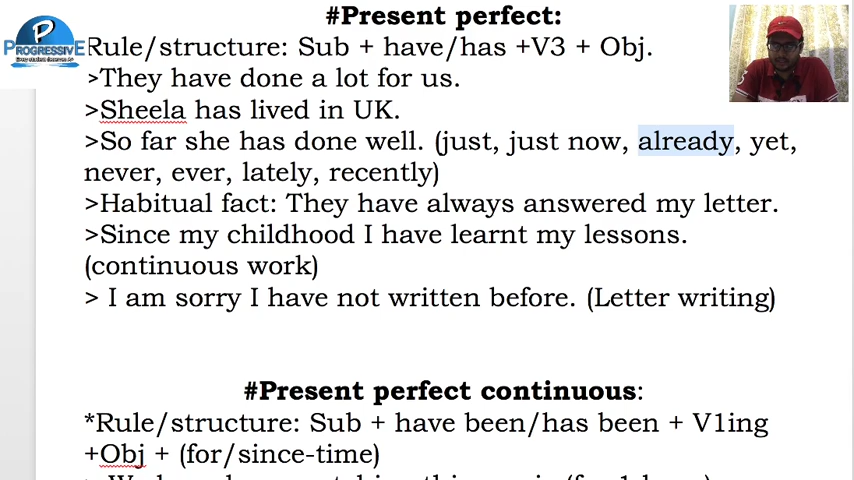 #Present perfect:
PROGRESSIVE
Rule/structure: Sub + have/has +V3 + Obj.
>They have done a lot for us.
>Sheela has lived in UK.
>So far she has done well. (just, just now, already, yet,
never, ever, lately, recently)
>Habitual fact: They have always answered my letter.
>Since my childhood I have learnt my lessons.
(continuous work)
> I am sorry I have not written before. (Letter writing)
#Present perfect continuous:
*Rule/structure: Sub + have been/has been + V1ing
+Obj + (for/since-time)